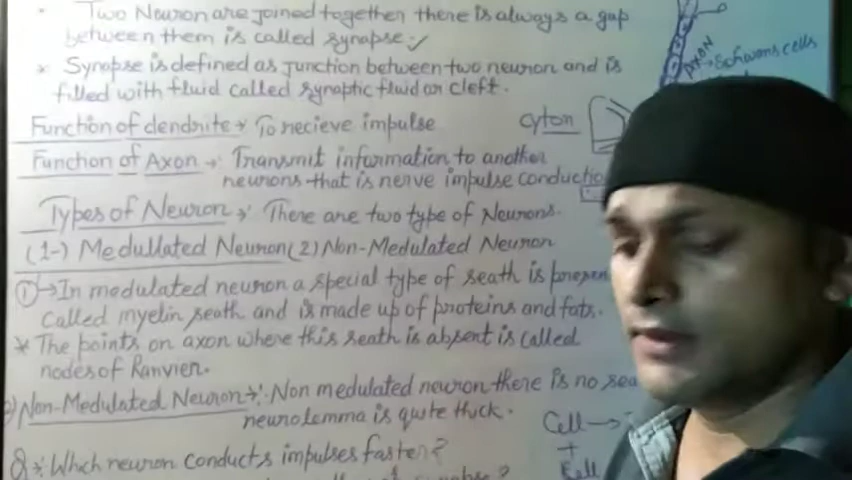 * Two Neuron are joined together there is always a gap
between them is called synapse.
* Synapse is defined as junction between two neuron and is
filled with fluid called synaptic fluid or cleft.
Function of dendrite → To recieve impulse
Function of Axon → Transmit information to another
neurons that is nerve impulse conduction
Types of Neuron → There are two type of Neurons.
(1-) Medullated Neuron (2) Non-Medulated Neuron
① → In medulated neuron a special type of seath is
called myelin seath and is made up of proteins and fats.
* The points on axon where this seath is absent is called
nodes of Ranvier.
Non-Medulated Neuron → Non medulated neuron there is no
neurolemma is quite thick.
Q Which neuron conducts impulses faster?
Axon → Schwans cells
cyton
Cell →
+